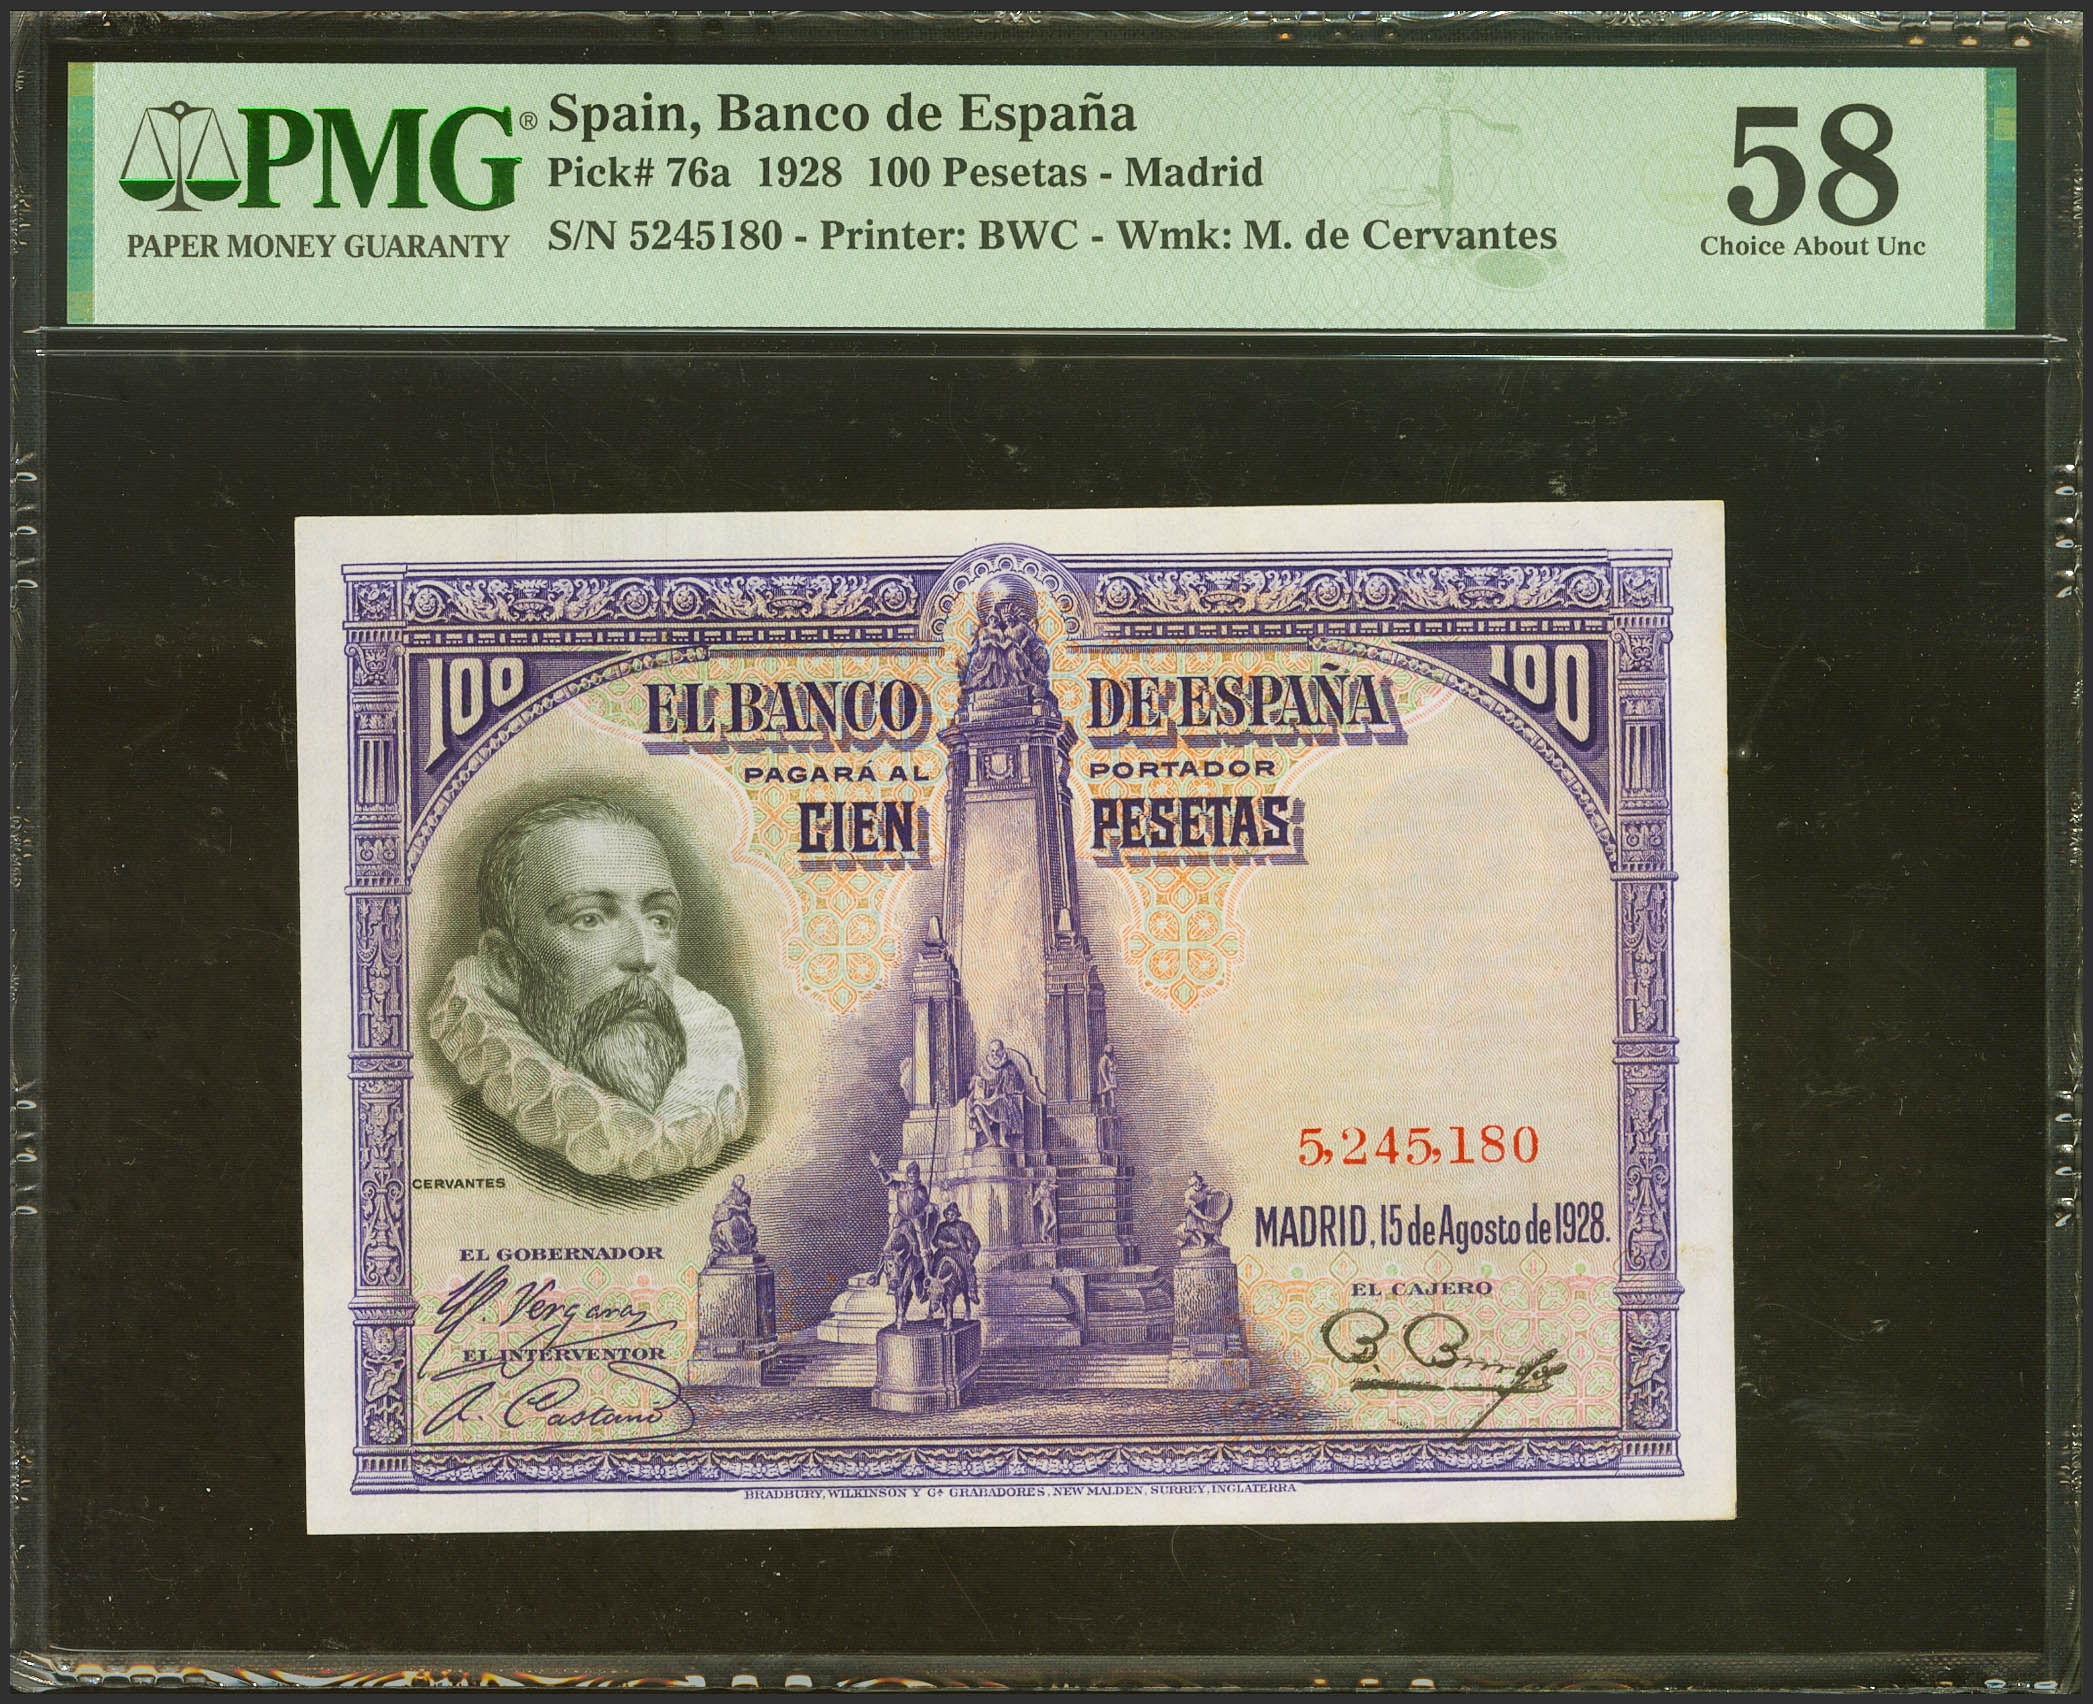 PMG®
PAPER MONEY GUARANTY
Spain, Banco de España
Pick# 76a 1928 100 Pesetas - Madrid
S/N 5245180 - Printer: BWC - Wmk: M. de Cervantes
58
Choice About Unc
100
100
EL BANCO DE ESPAÑA
PAGARÁ AL PORTADOR
CIEN PESETAS
CERVANTES
5,245,180
MADRID, 15 de Agosto de 1928.
EL GOBERNADOR
Vergara
EL INTERVENTOR
A. Castaño
EL CAJERO
BRADBURY, WILKINSON Y Cª GRABADORES, NEW MALDEN, SURREY, INGLATERRA